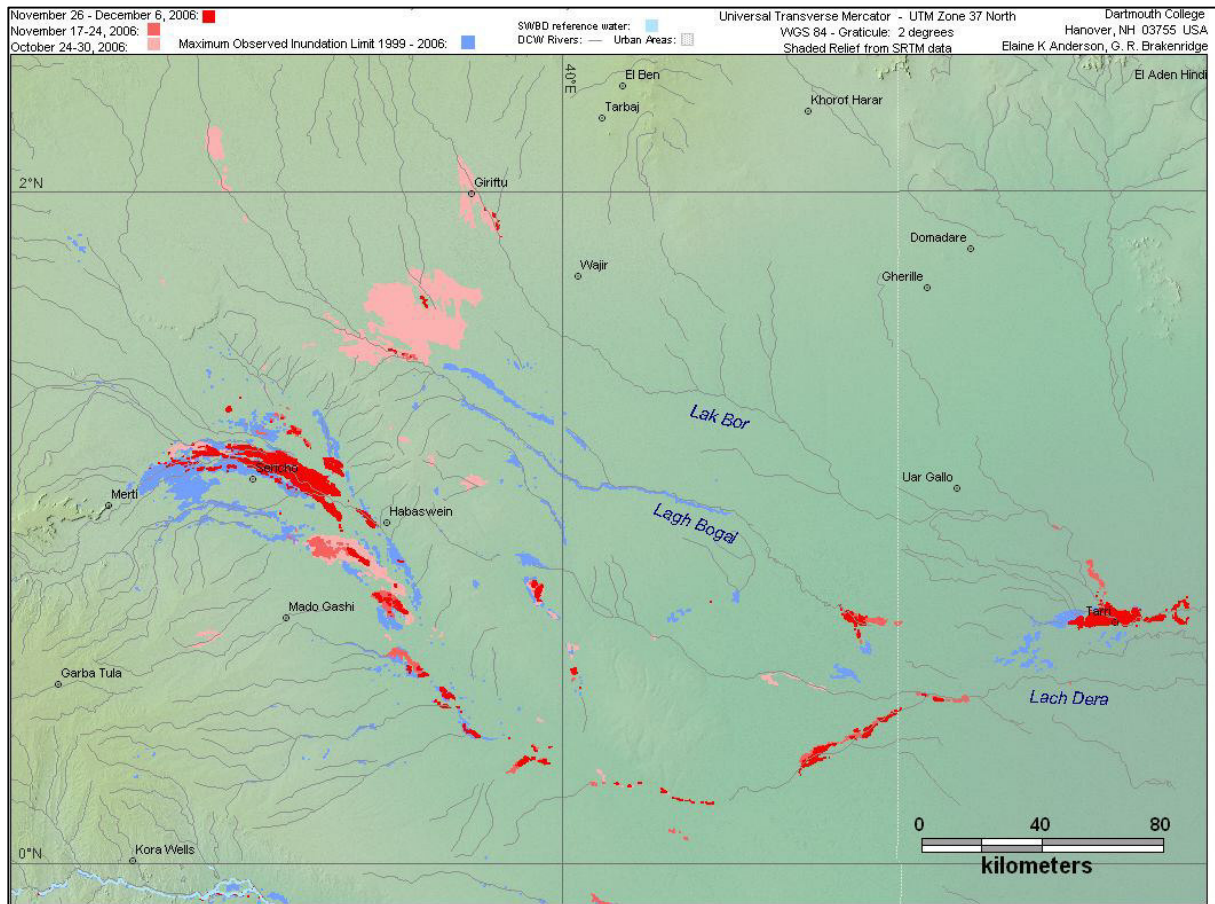 November 26 - December 6, 2006:
November 17-24, 2006:
October 24-30, 2006:
Maximum Observed Inundation Limit 1999 - 2006:
SWBD reference water:
DCW Rivers:
Urban Areas:
Universal Transverse Mercator - UTM Zone 37 North
WGS 84 - Graticule: 2 degrees
Shaded Relief from SRTM data
Dartmouth College
Hanover, NH 03755 USA
Elaine K Anderson, G. R. Brakenridge
40°E
El Ben
El Aden Hindi
Tarbaj
Khorof Harar
2°N
Giriftu
Domadare
Wajir
Gherille
Lak Bor
Sericho
Uar Gallo
Merti
Habaswein
Lagh Bogal
Mado Gashi
Tarri
Garba Tula
Lach Dera
0 40 80
kilometers
Kora Wells
0°N